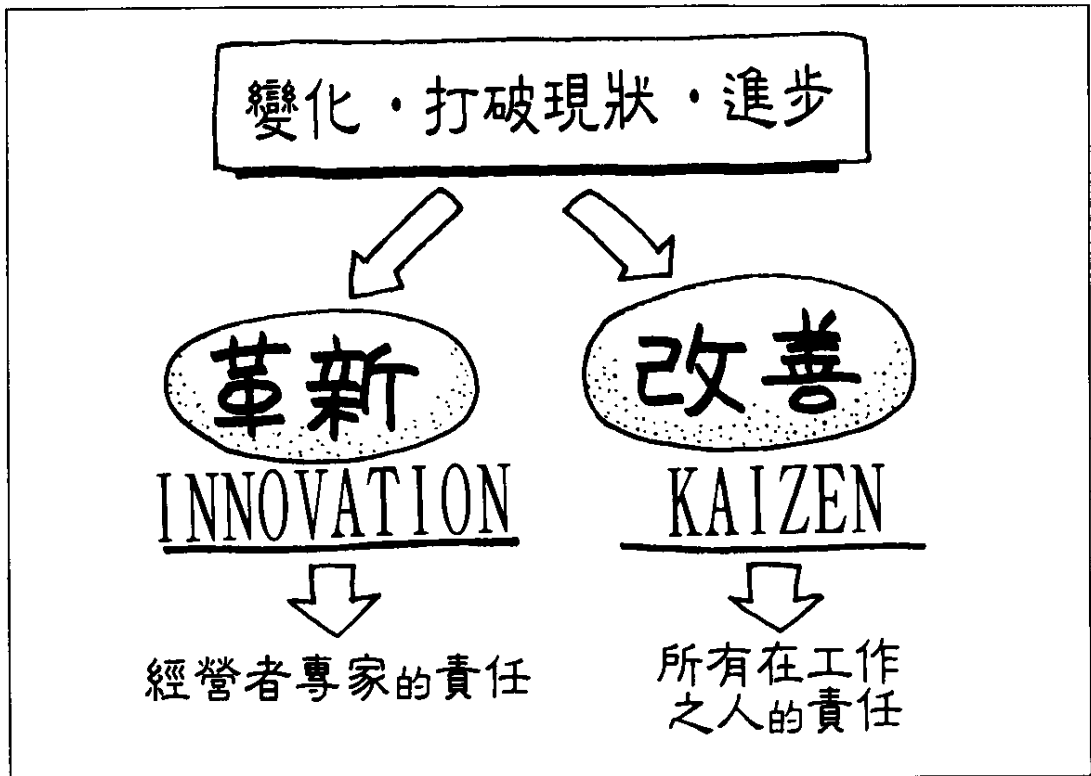 變化・打破現狀・進步
革新
INNOVATION
經營者專家的責任
改善
KAIZEN
所有在工作
之人的責任